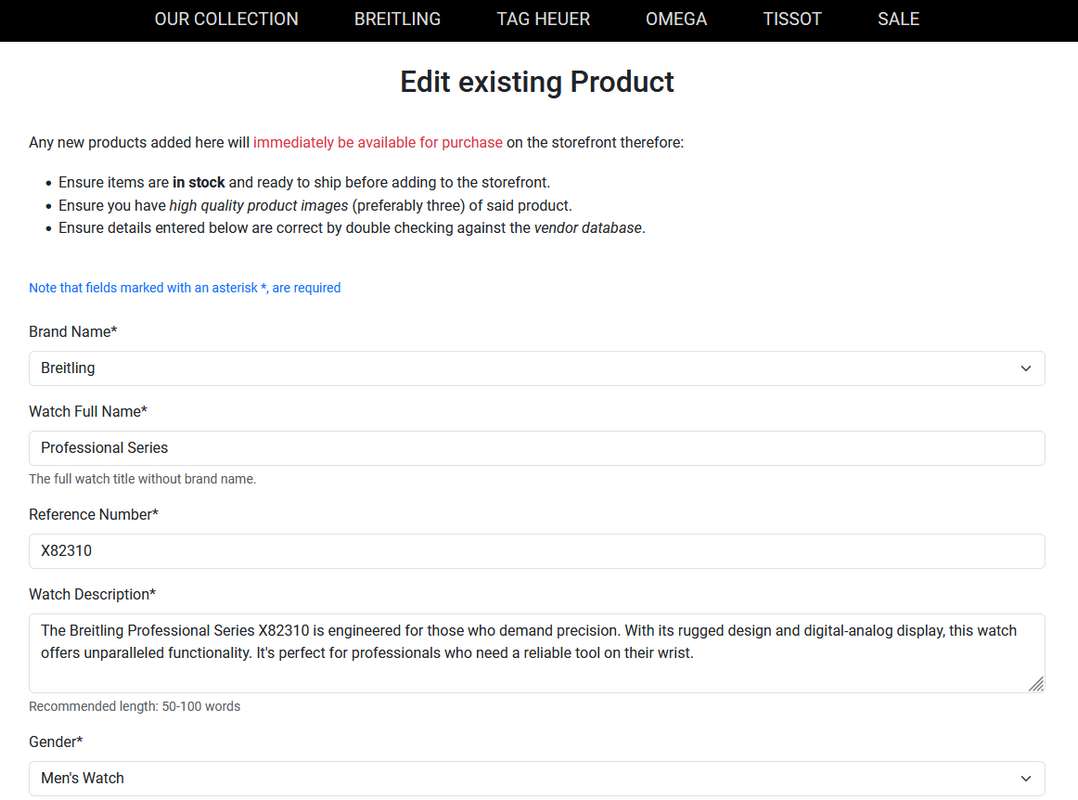 OUR COLLECTION BREITLING TAG HEUER OMEGA TISSOT SALE
Edit existing Product
Any new products added here will immediately be available for purchase on the storefront therefore:
Ensure items are in stock and ready to ship before adding to the storefront.
Ensure you have high quality product images (preferably three) of said product.
Ensure details entered below are correct by double checking against the vendor database.
Note that fields marked with an asterisk *, are required
Brand Name*
Breitling
Watch Full Name*
Professional Series
The full watch title without brand name.
Reference Number*
X82310
Watch Description*
The Breitling Professional Series X82310 is engineered for those who demand precision. With its rugged design and digital-analog display, this watch
offers unparalleled functionality. It's perfect for professionals who need a reliable tool on their wrist.
Recommended length: 50-100 words
Gender*
Men's Watch